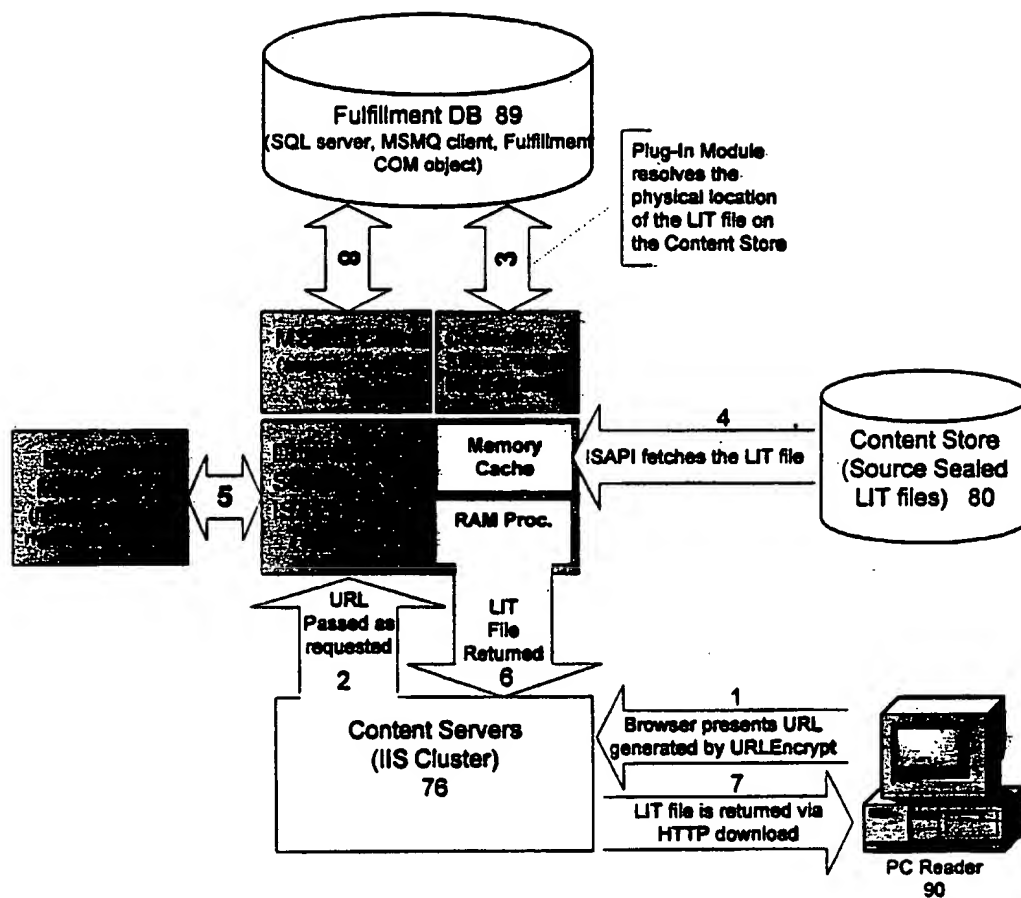 Fulfillment DB 89
(SQL server, MSMQ client, Fulfillment
COM object)
Plug-In Module
resolves the
physical location
of the LIT file on
the Content Store
8
3
4
ISAPI fetches the LIT file
Content Store
(Source Sealed
LIT files) 80
Memory
Cache
RAM Proc.
5
URL
Passed as
requested
2
LIT
File
Returned
6
1
Browser presents URL
generated by URLEncrypt
7
LIT file is returned via
HTTP download
Content Servers
(IIS Cluster)
76
PC Reader
90